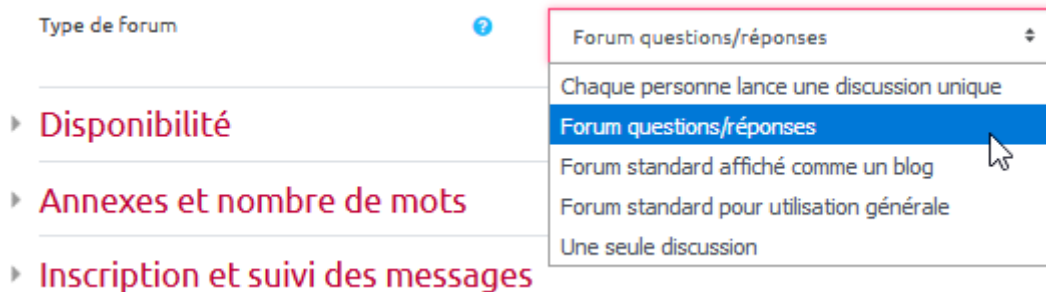 Type de forum
Forum questions/réponses
Chaque personne lance une discussion unique
Forum questions/réponses
Forum standard affiché comme un blog
Forum standard pour utilisation générale
Une seule discussion
Disponibilité
Annexes et nombre de mots
Inscription et suivi des messages